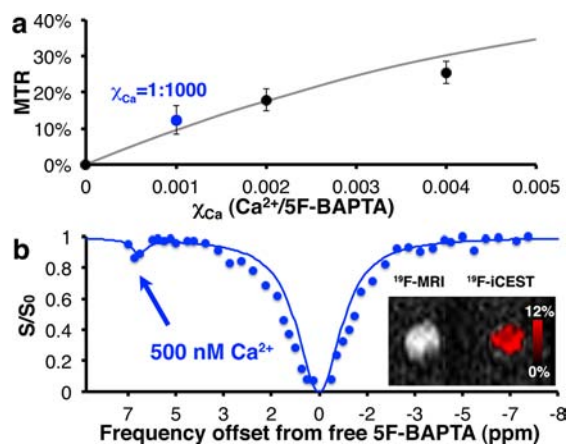 a
40%
30%
20%
10%
0%
MTR
χCa=1:1000
0 0.001 0.002 0.003 0.004 0.005
χCa (Ca²⁺/5F-BAPTA)
b
1
0.8
0.6
0.4
0.2
0
S/S₀
500 nM Ca²⁺
¹⁹F-MRI ¹⁹F-iCEST
12%
0%
7 5 3 2 0 -2 -3 -4 -5 -6 -7 -8
Frequency offset from free 5F-BAPTA (ppm)